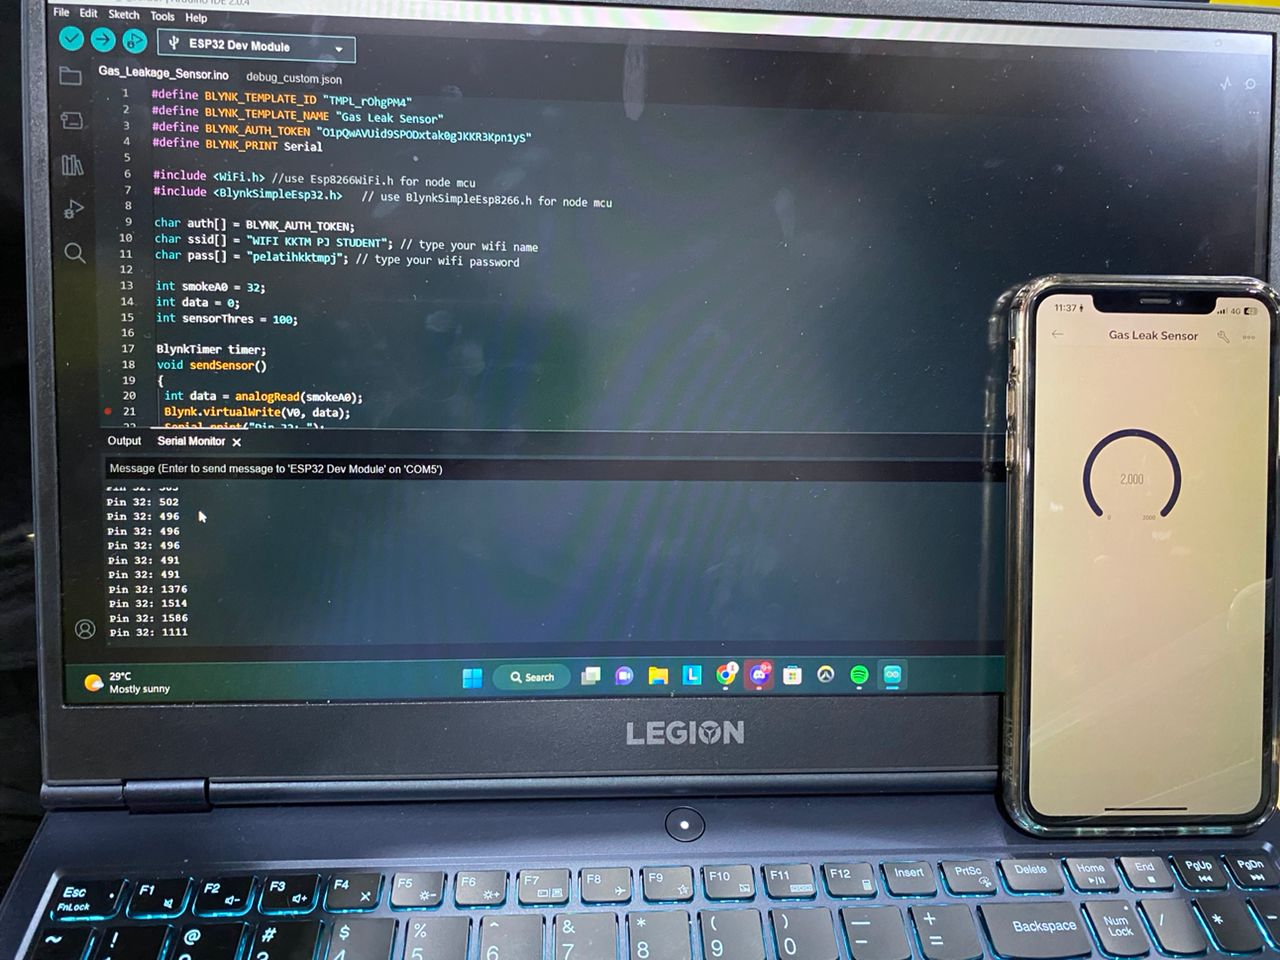 File Edit Sketch Tools Help
ESP32 Dev Module
Gas_Leakage_Sensor.ino debug_custom.json
1 #define BLYNK_TEMPLATE_ID "TMPL_rOhgPM4"
2 #define BLYNK_TEMPLATE_NAME "Gas Leak Sensor"
3 #define BLYNK_AUTH_TOKEN "O1pQwAVUid9SPODxtak0gJKKR3Kpn1yS"
4 #define BLYNK_PRINT Serial
5
6 #include <WiFi.h> //use Esp8266WiFi.h for node mcu
7 #include <BlynkSimpleEsp32.h> // use BlynkSimpleEsp8266.h for node mcu
8
9 char auth[] = BLYNK_AUTH_TOKEN;
10 char ssid[] = "WIFI KKTM PJ STUDENT"; // type your wifi name
11 char pass[] = "pelatihkktmpj"; // type your wifi password
12
13 int smokeA0 = 32;
14 int data = 0;
15 int sensorThres = 100;
16
17 BlynkTimer timer;
18 void sendSensor()
19 {
20 int data = analogRead(smokeA0);
21 Blynk.virtualWrite(V0, data);
22 Serial.print("Pin 32: ");
Output Serial Monitor
Message (Enter to send message to 'ESP32 Dev Module' on 'COM5')
Pin 32: 502
Pin 32: 496
Pin 32: 496
Pin 32: 496
Pin 32: 491
Pin 32: 491
Pin 32: 1376
Pin 32: 1514
Pin 32: 1586
Pin 32: 1111
29°C
Mostly sunny
Search
LEGION
11:37
4G
Gas Leak Sensor
2,000
0 2000
Esc F1 F2 F3 F4 F5 F6 F7 F8 F9 F10 F11 F12 Insert PrtSc Delete Home End PgUp PgDn
FnLock
~ ! @ # $ % ^ & * ( ) — + Backspace Num Lock / * -
4 5 6 7 8 9 0 - =